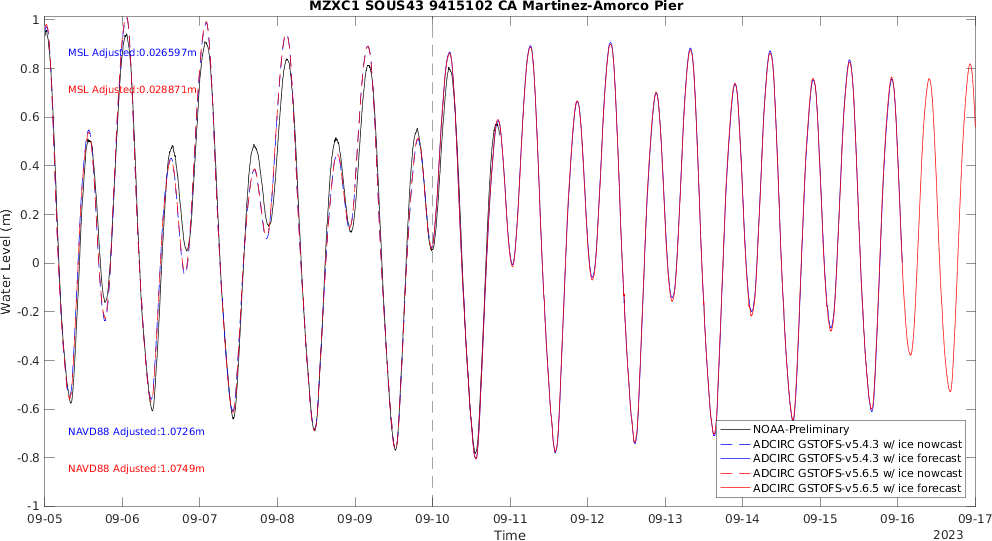 MZXC1 SOUS43 9415102 CA Martinez-Amorco Pier
1
0.8
0.6
0.4
0.2
0
-0.2
-0.4
-0.6
-0.8
-1
Water Level (m)
MSL Adjusted:0.026597m
MSL Adjusted:0.028871m
NAVD88 Adjusted:1.0726m
NAVD88 Adjusted:1.0749m
NOAA-Preliminary
ADCIRC GSTOFS-v5.4.3 w/ ice nowcast
ADCIRC GSTOFS-v5.4.3 w/ ice forecast
ADCIRC GSTOFS-v5.6.5 w/ ice nowcast
ADCIRC GSTOFS-v5.6.5 w/ ice forecast
09-05 09-06 09-07 09-08 09-09 09-10 09-11 09-12 09-13 09-14 09-15 09-16 09-17
Time
2023